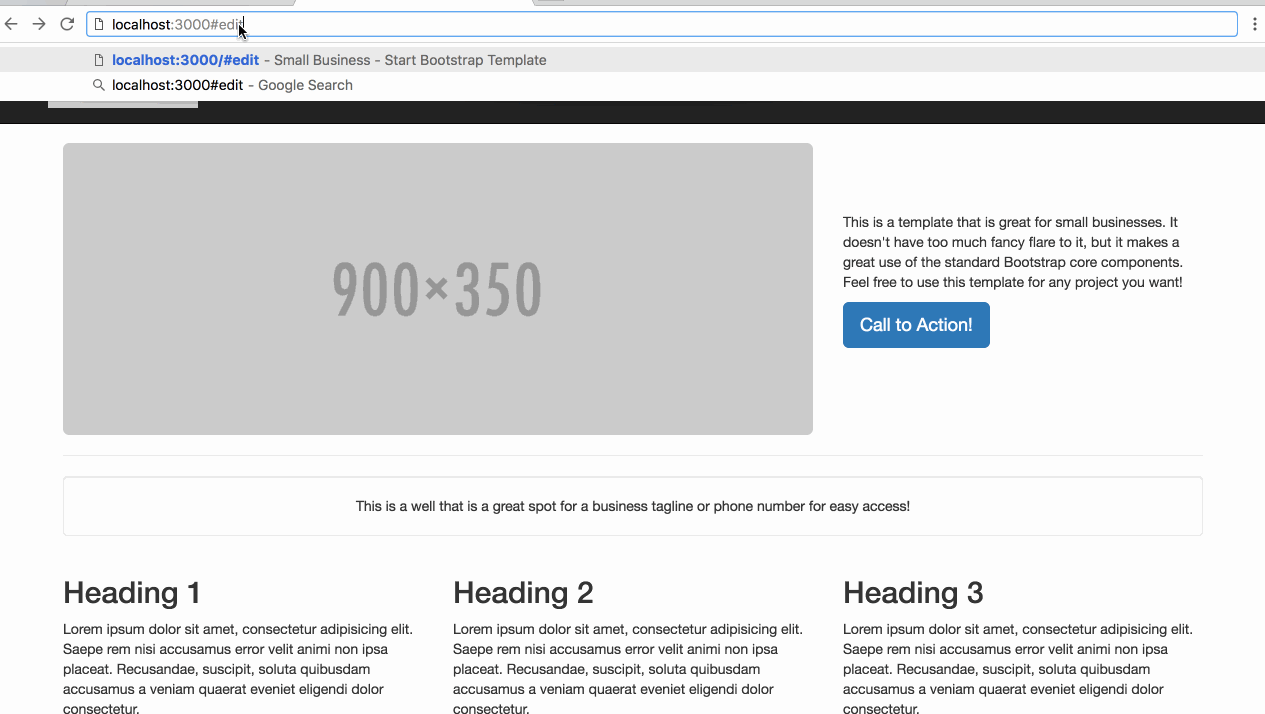 localhost:3000#edit
localhost:3000/#edit - Small Business - Start Bootstrap Template
localhost:3000#edit - Google Search
900×350
This is a template that is great for small businesses. It
doesn't have too much fancy flare to it, but it makes a
great use of the standard Bootstrap core components.
Feel free to use this template for any project you want!
Call to Action!
This is a well that is a great spot for a business tagline or phone number for easy access!
Heading 1
Lorem ipsum dolor sit amet, consectetur adipisicing elit.
Saepe rem nisi accusamus error velit animi non ipsa
placeat. Recusandae, suscipit, soluta quibusdam
accusamus a veniam quaerat eveniet eligendi dolor
consectetur.
Heading 2
Lorem ipsum dolor sit amet, consectetur adipisicing elit.
Saepe rem nisi accusamus error velit animi non ipsa
placeat. Recusandae, suscipit, soluta quibusdam
accusamus a veniam quaerat eveniet eligendi dolor
consectetur.
Heading 3
Lorem ipsum dolor sit amet, consectetur adipisicing elit.
Saepe rem nisi accusamus error velit animi non ipsa
placeat. Recusandae, suscipit, soluta quibusdam
accusamus a veniam quaerat eveniet eligendi dolor
consectetur.